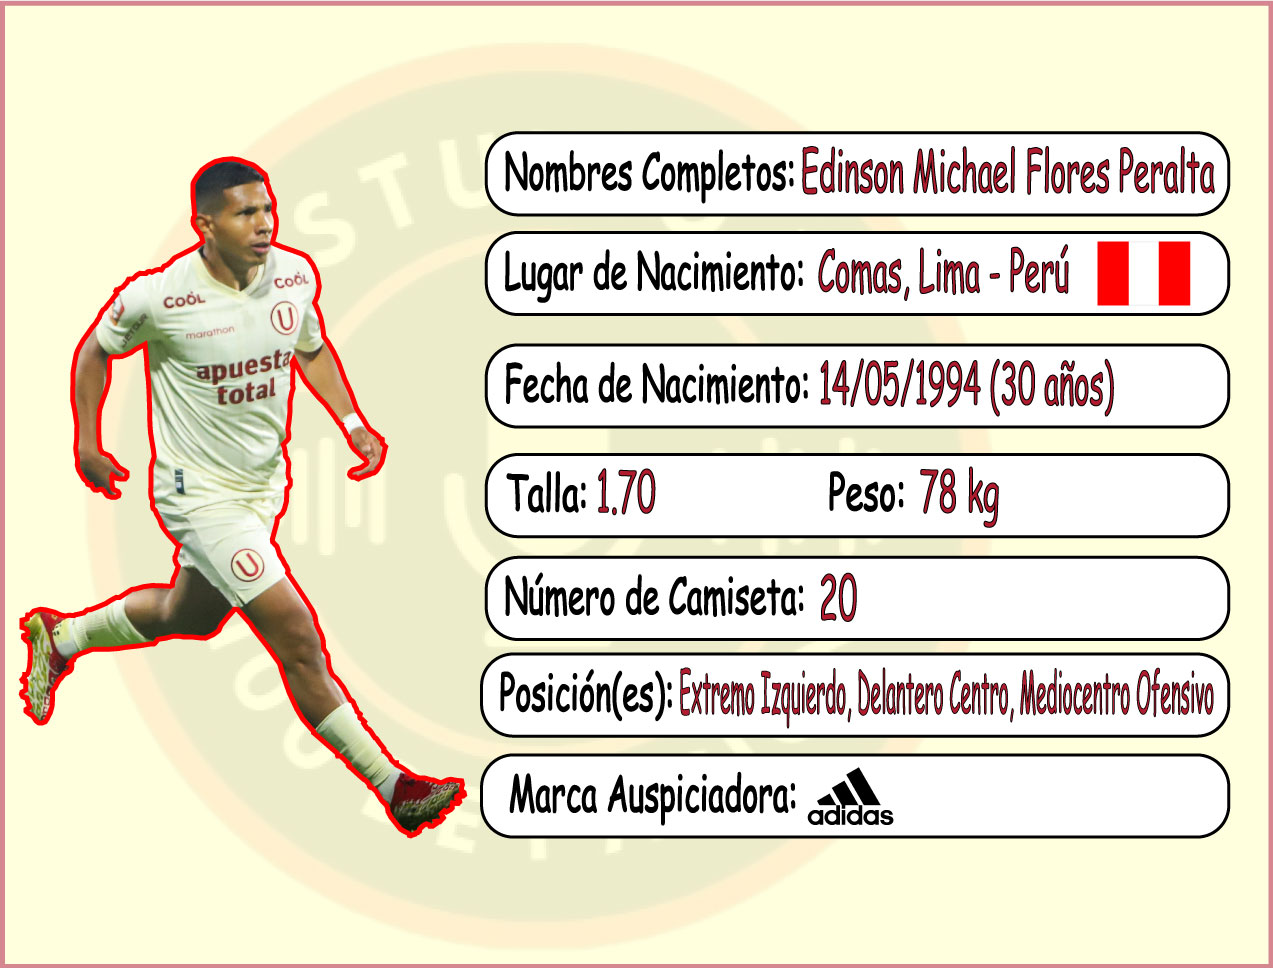 Nombres Completos: Edinson Michael Flores Peralta
Lugar de Nacimiento: Comas, Lima - Perú
Fecha de Nacimiento: 14/05/1994 (30 años)
Talla: 1.70 Peso: 78 kg
Número de Camiseta: 20
Posición(es): Extremo Izquierdo, Delantero Centro, Mediocentro Ofensivo
Marca Auspiciadora: adidas
COOL
COOL
marathon
U
apuesta
total
JETOUR
U